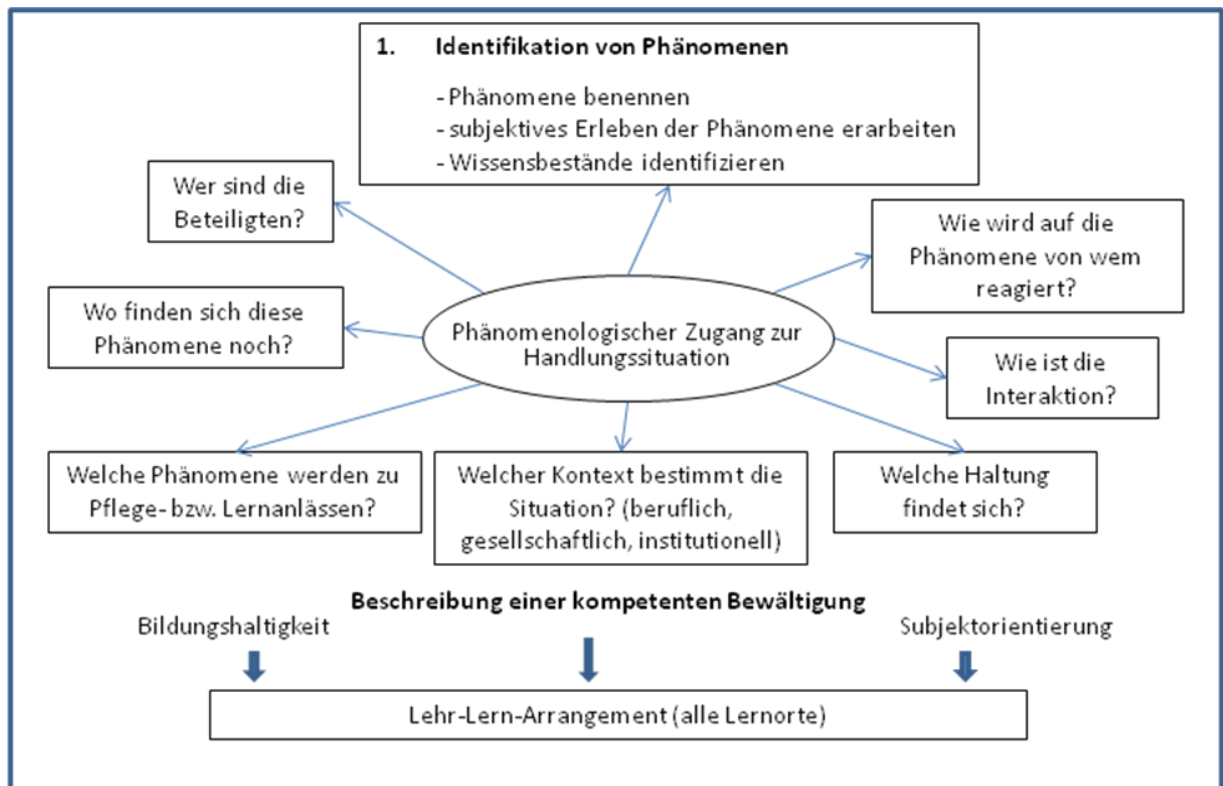 1. Identifikation von Phänomenen
- Phänomene benennen
- subjektives Erleben der Phänomene erarbeiten
- Wissensbestände identifizieren
Wer sind die
Beteiligten?
Wie wird auf die
Phänomene von wem
reagiert?
Wo finden sich diese
Phänomene noch?
Phänomenologischer Zugang zur
Handlungssituation
Wie ist die
Interaktion?
Welche Phänomene werden zu
Pflege- bzw. Lernanlässen?
Welcher Kontext bestimmt die
Situation? (beruflich,
gesellschaftlich, institutionell)
Welche Haltung
findet sich?
Beschreibung einer kompetenten Bewältigung
Bildungshaltigkeit
Subjektorientierung
Lehr-Lern-Arrangement (alle Lernorte)